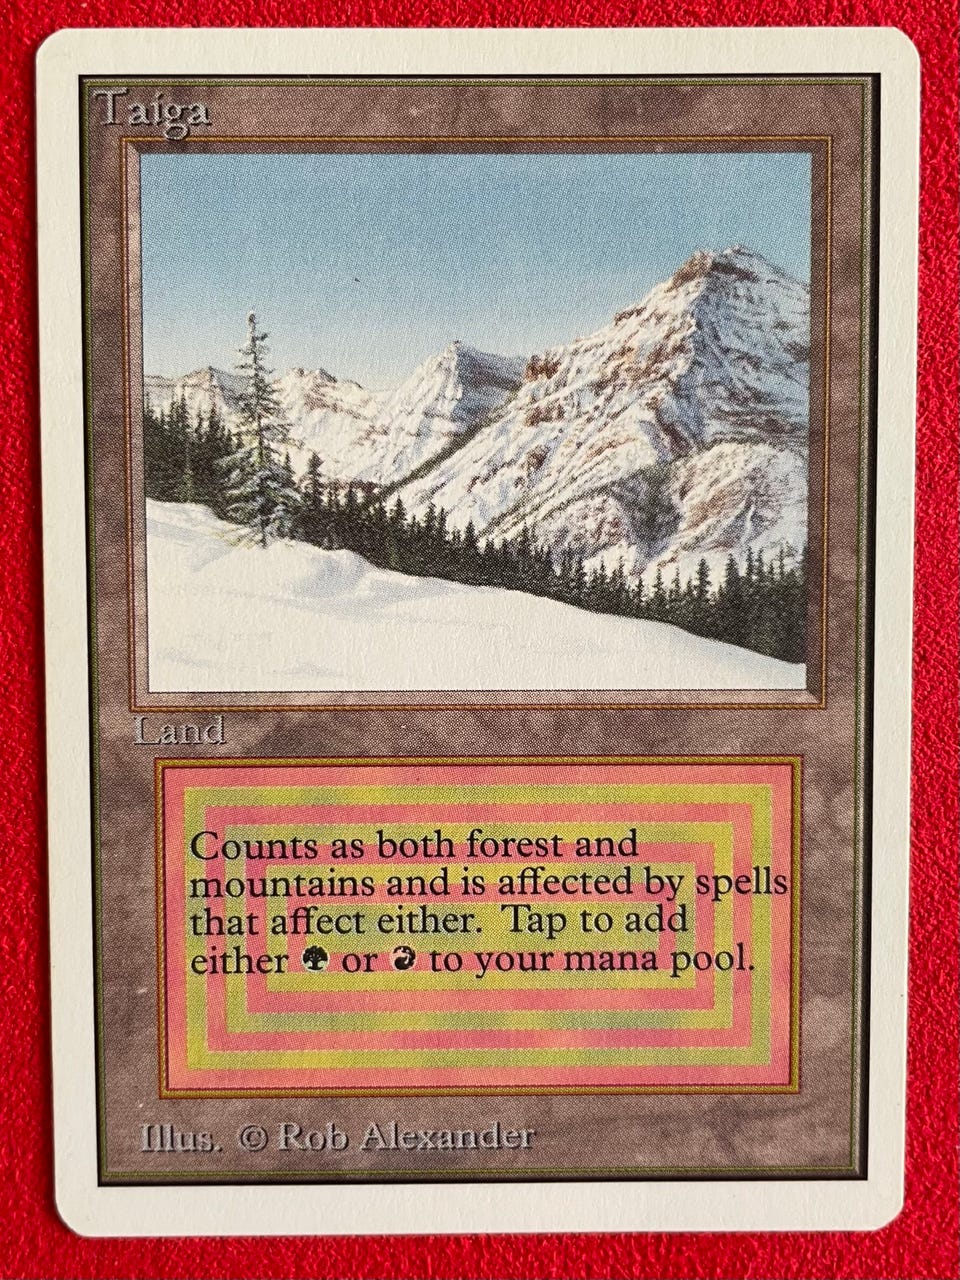 Taiga
Land
Counts as both forest and
mountains and is affected by spells
that affect either. Tap to add
either or to your mana pool.
Illus. © Rob Alexander